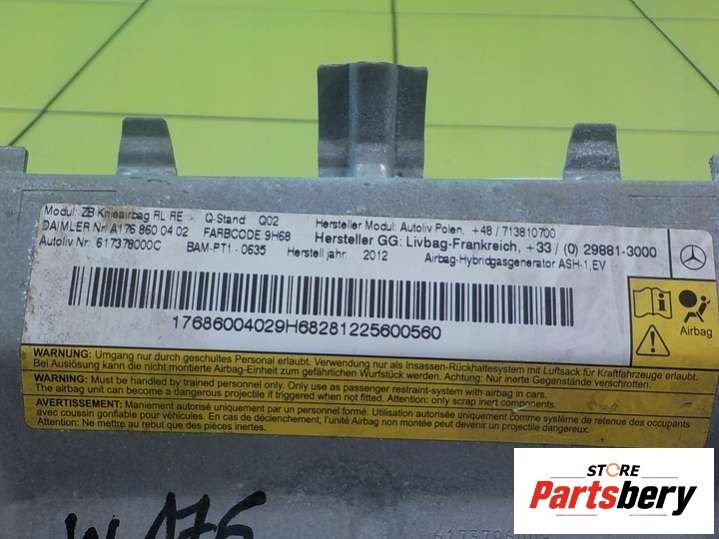 Modul: ZB Knieairbag RL RE - Q-Stand Q02 Hersteller Modul: Autoliv Polen, +48/713810700
DAIMLER Nr. A176 860 04 02 FARBCODE 9H68 Hersteller GG: Livbag-Frankreich, +33/(0) 29881-3000
Autoliv Nr. 617378000C BAM-PT1 - 0635 Herstelljahr: 2012 Airbag-Hybridgasgenerator ASH-1,EV
17686004029H68281225600560
Airbag
WARNUNG: Umgang nur durch geschultes Personal erlaubt. Verwendung nur als Insassen-Rückhaltesystem mit Luftsack für Kraftfahrzeuge erlaubt.
Bei Auslösung kann die nicht montierte Airbag-Einheit zum gefährlichen Wurfstück werden. Achtung: Nur inerte Gegenstände verschrotten.
WARNING: Must be handled by trained personnel only. Only use as passenger restraint-system with airbag in cars.
The airbag unit can become a dangerous projectile if triggered when not fitted. Attention: only scrap inert components.
AVERTISSEMENT: Maniement autorisé uniquement par un personnel formé. Utilisation autorisée uniquement comme système de retenue des occupants
avec coussin gonflable pour véhicules. En cas de déclenchement, l'unité Airbag non montée peut devenir un projectile dangereux.
Attention: Ne mettre au rebut que des pièces inertes.
W 176
STORE
Partsbery